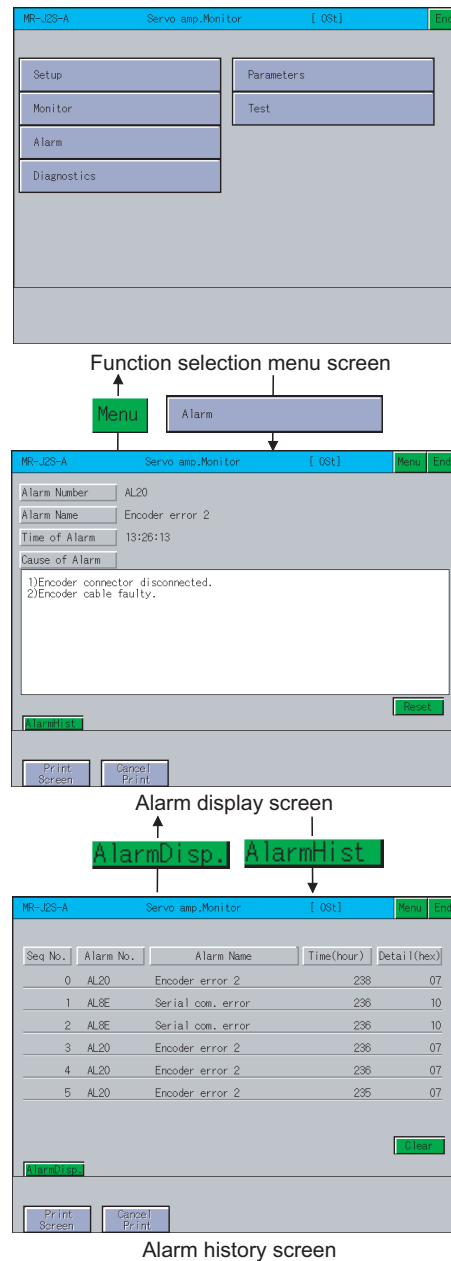 MR-J2S-A Servo amp.Monitor [ 0St] End
Setup Parameters
Monitor Test
Alarm
Diagnostics
Function selection menu screen
Menu Alarm
MR-J2S-A Servo amp.Monitor [ 0St] Menu End
Alarm Number AL20
Alarm Name Encoder error 2
Time of Alarm 13:26:13
Cause of Alarm
1)Encoder connector disconnected.
2)Encoder cable faulty.
Reset
AlarmHist
Print Cancel
Screen Print
Alarm display screen
AlarmDisp. AlarmHist
MR-J2S-A Servo amp.Monitor [ 0St] Menu End
Seq No. Alarm No. Alarm Name Time(hour) Detail(hex)
0 AL20 Encoder error 2 238 07
1 AL8E Serial com. error 236 10
2 AL8E Serial com. error 236 10
3 AL20 Encoder error 2 236 07
4 AL20 Encoder error 2 236 07
5 AL20 Encoder error 2 235 07
Clear
AlarmDisp.
Print Cancel
Screen Print
Alarm history screen